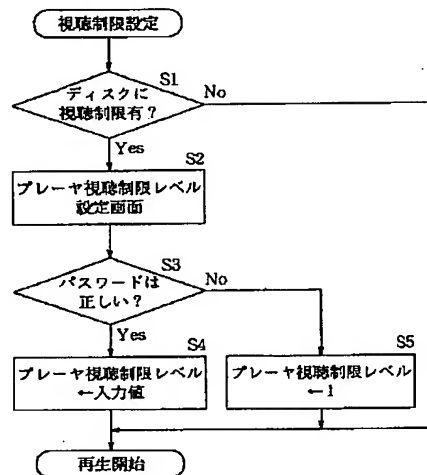 視聴制限設定
S1
ディスクに
視聴制限有？
No
Yes
S2
プレーヤ視聴制限レベル
設定画面
S3
パスワードは
正しい？
No
Yes
S4
プレーヤ視聴制限レベル
←入力値
S5
プレーヤ視聴制限レベル
←1
再生開始